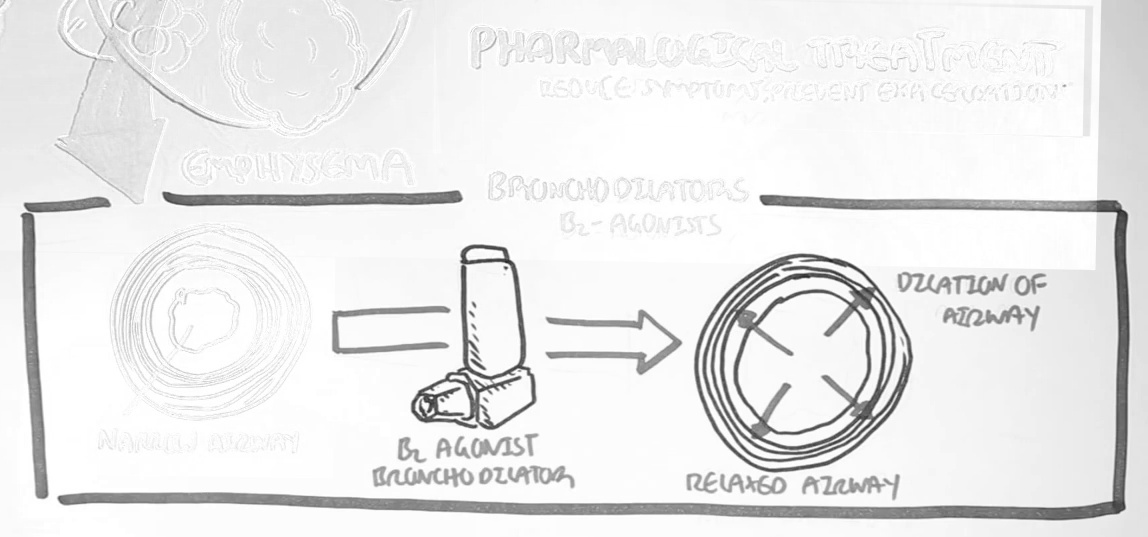 PHARMALOGICAL TREATMENT
REDUCE SYMPTOMS, PREVENT EXACERVATION
EMPHYSEMA
BRONCHODILATORS
B2- AGONISTS
DILATION OF
AIRWAY
NARROW AIRWAY
B2 AGONIST
BRONCHODILATOR
RELAXED AIRWAY